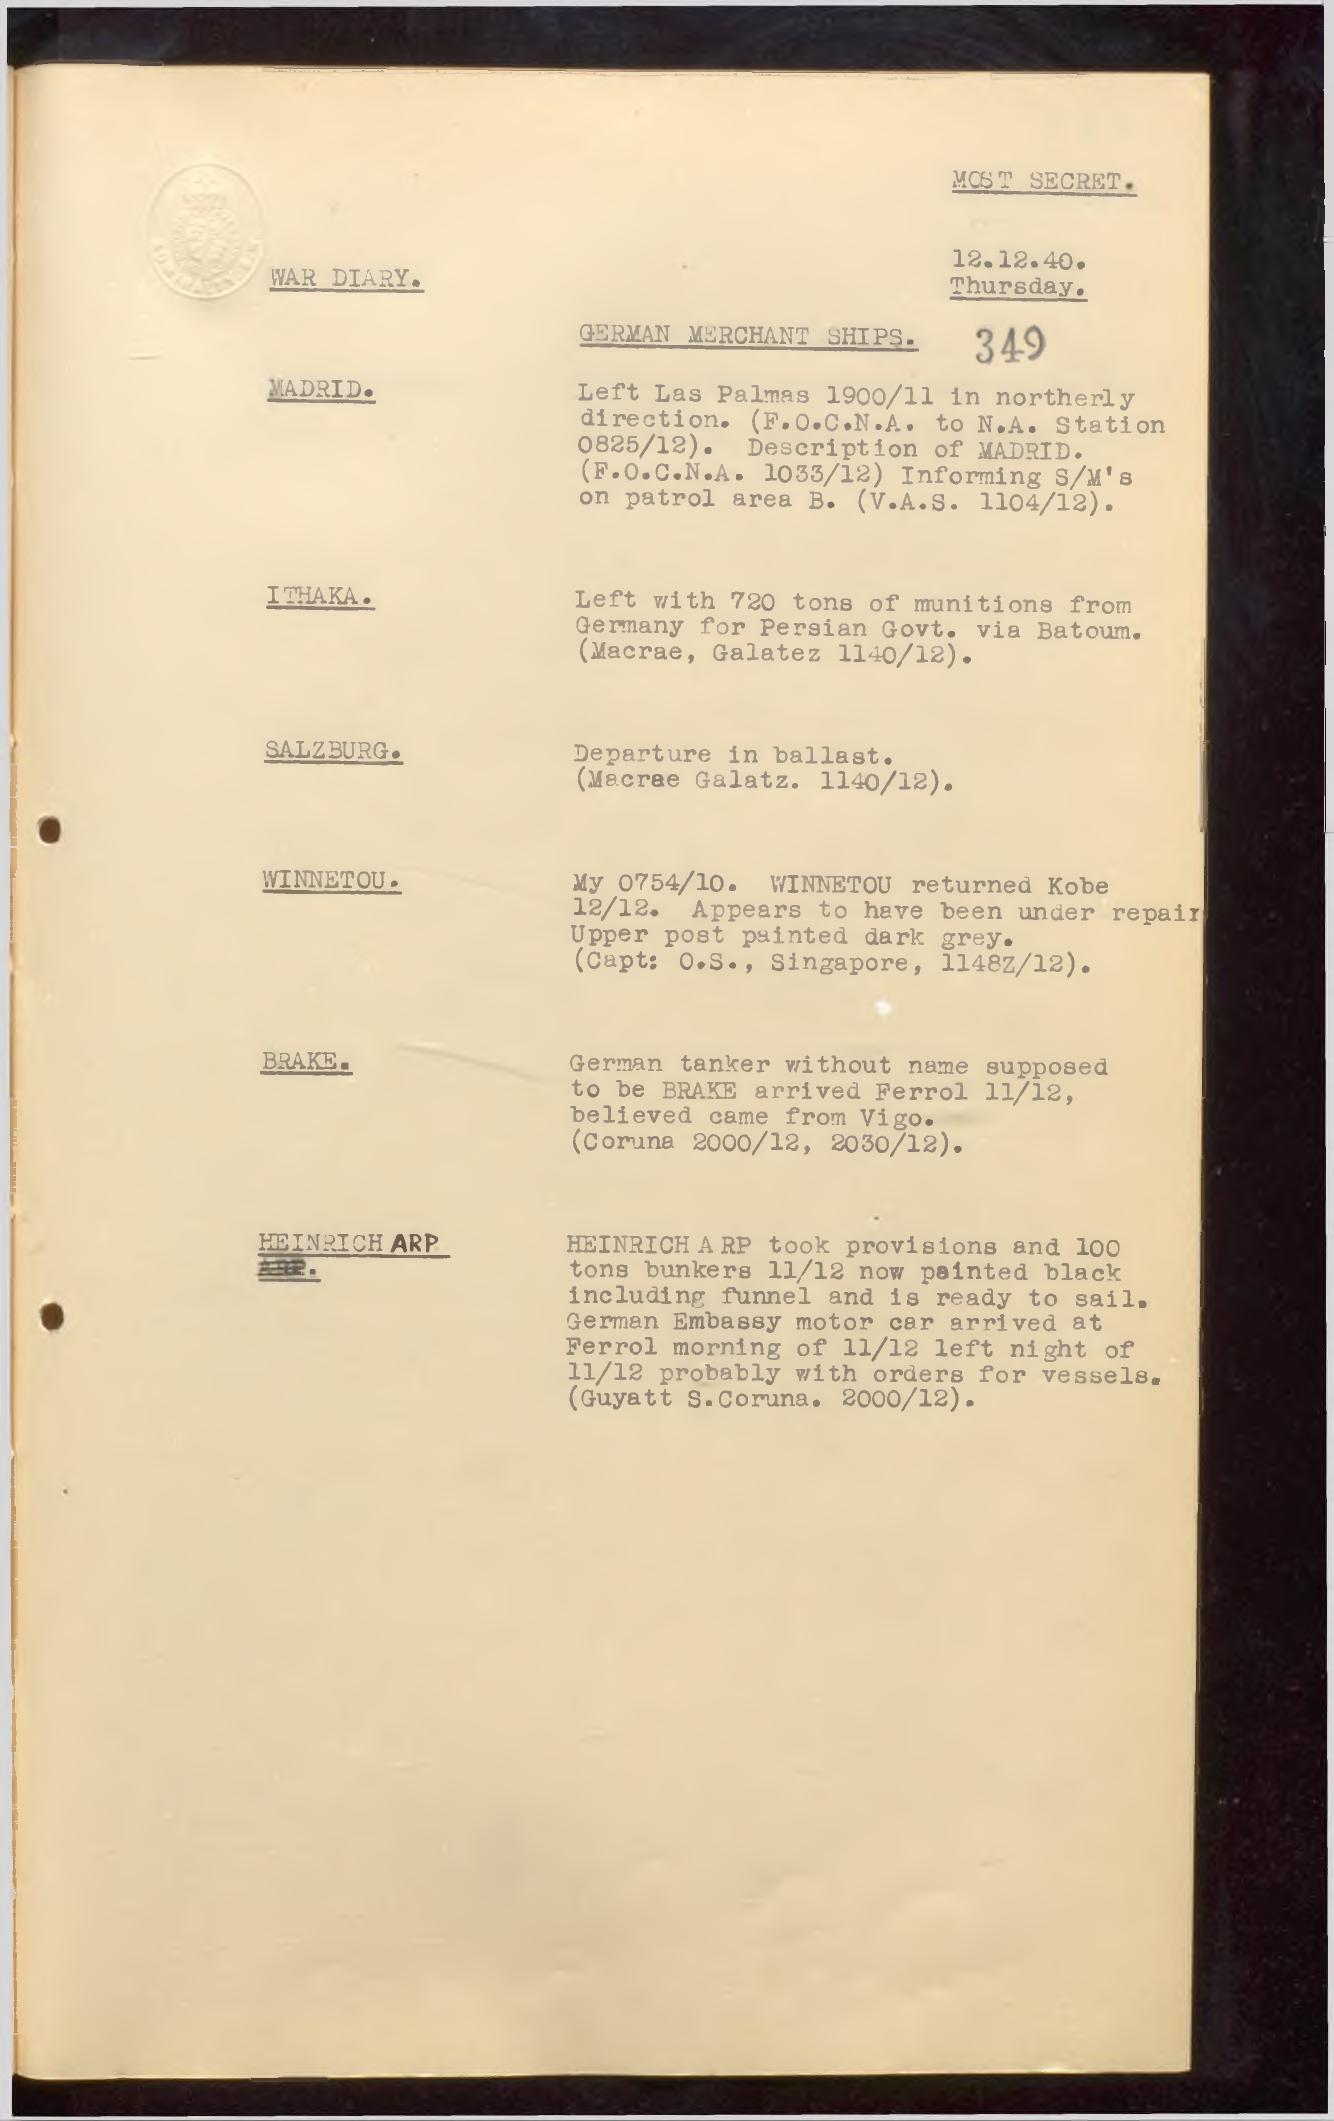 MOST SECRET.
12.12.40.
Thursday.
WAR DIARY.
GERMAN MERCHANT SHIPS.
349
MADRID.
Left Las Palmas 1900/11 in northerly
direction. (F.O.C.N.A. to N.A. Station
0825/12). Description of MADRID.
(F.O.C.N.A. 1033/12) Informing S/M's
on patrol area B. (V.A.S. 1104/12).
ITHAKA.
Left with 720 tons of munitions from
Germany for Persian Govt. via Batoum.
(Macrae, Galatez 1140/12).
SALZBURG.
Departure in ballast.
(Macrae Galatz. 1140/12).
WINNETOU.
My 0754/10. WINNETOU returned Kobe
12/12. Appears to have been under repair
Upper post painted dark grey.
(Capt: O.S., Singapore, 1148Z/12).
BRAKE.
German tanker without name supposed
to be BRAKE arrived Ferrol 11/12,
believed came from Vigo.
(Coruna 2000/12, 2030/12).
HEINRICH ARP
ARP.
HEINRICH ARP took provisions and 100
tons bunkers 11/12 now painted black
including funnel and is ready to sail.
German Embassy motor car arrived at
Ferrol morning of 11/12 left night of
11/12 probably with orders for vessels.
(Guyatt S.Coruna. 2000/12).